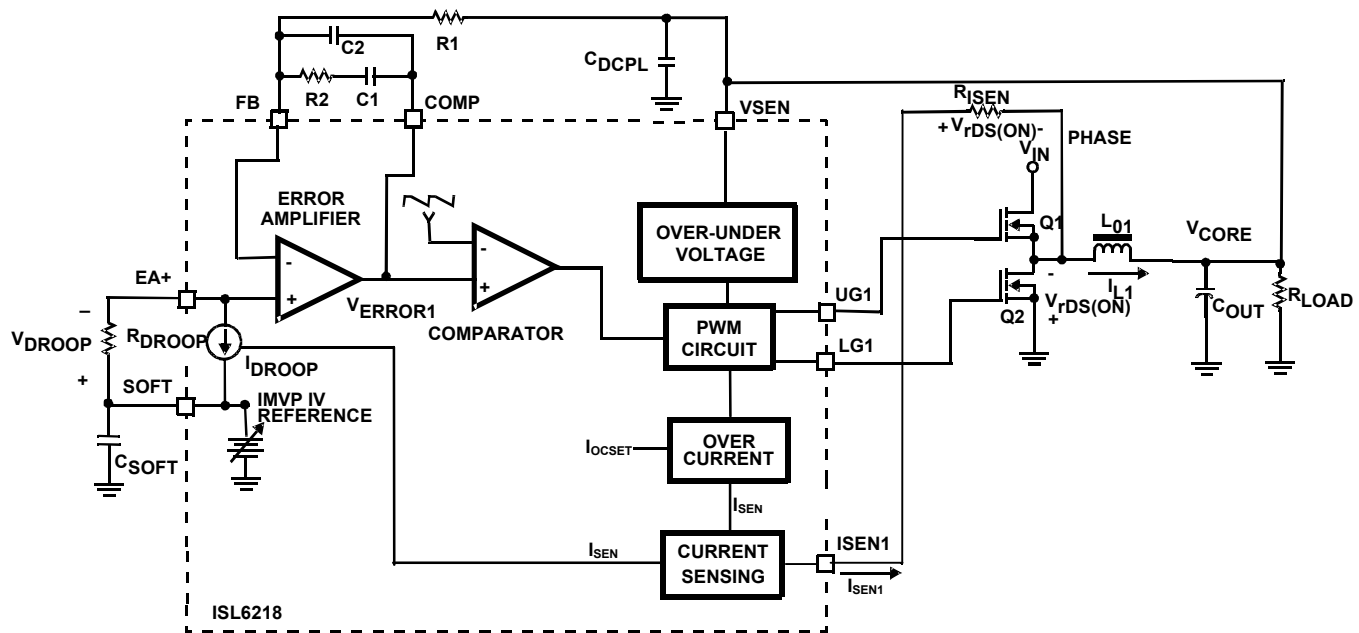 R1
C2
CDCPL
R2 C1
FB
COMP
VSEN
RISEN
+VrDS(ON)-
PHASE
VIN
ERROR
AMPLIFIER
-
+
-
+
OVER-UNDER
VOLTAGE
Q1
L01
VCORE
EA+
VERROR1
COMPARATOR
UG1
-
IL1
VrDS(ON)
+
Q2
COUT
RLOAD
–
VDROOP
+
RDROOP
IDROOP
PWM
CIRCUIT
LG1
SOFT
IMVP IV
REFERENCE
CSOFT
IOCSET
OVER
CURRENT
ISEN
ISEN
CURRENT
SENSING
ISEN1
ISEN1
ISL6218